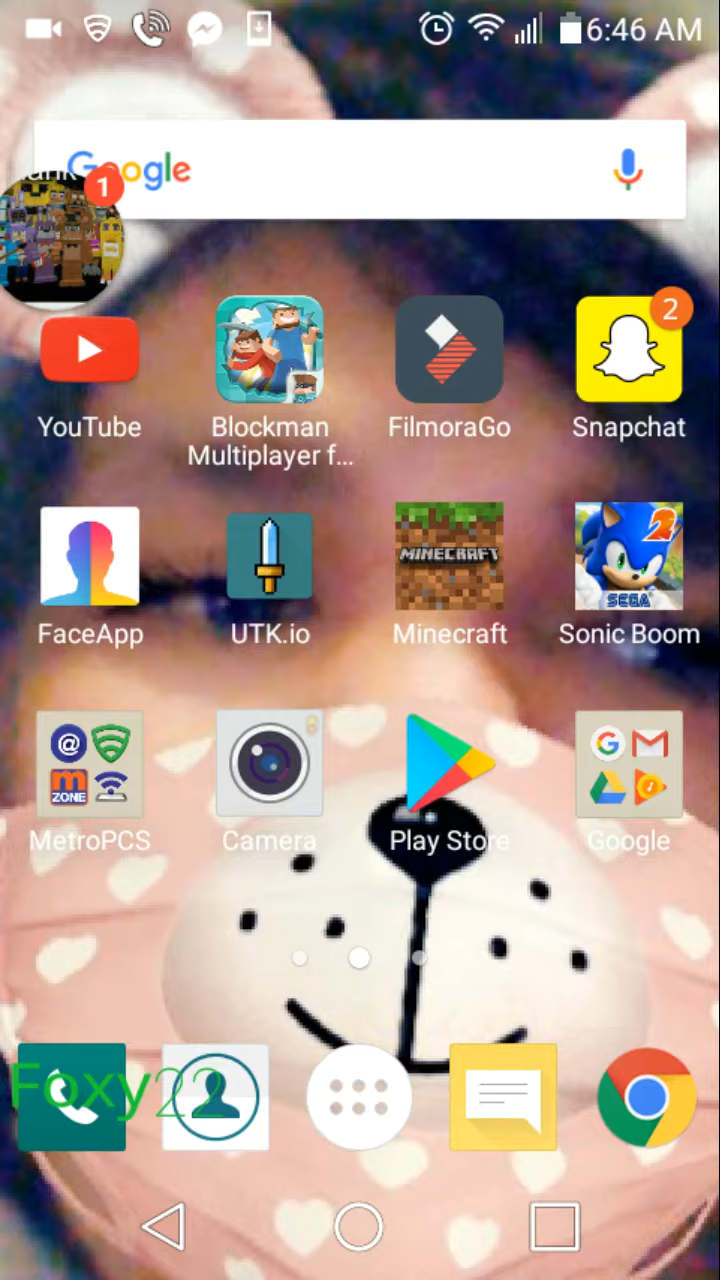 6:46 AM
Google
1
2
YouTube
Blockman
Multiplayer f...
FilmoraGo
Snapchat
MINECRAFT
2
SEGA
FaceApp
UTK.io
Minecraft
Sonic Boom
@
m
ZONE
G
MetroPCS
Camera
Play Store
Google
Foxy22